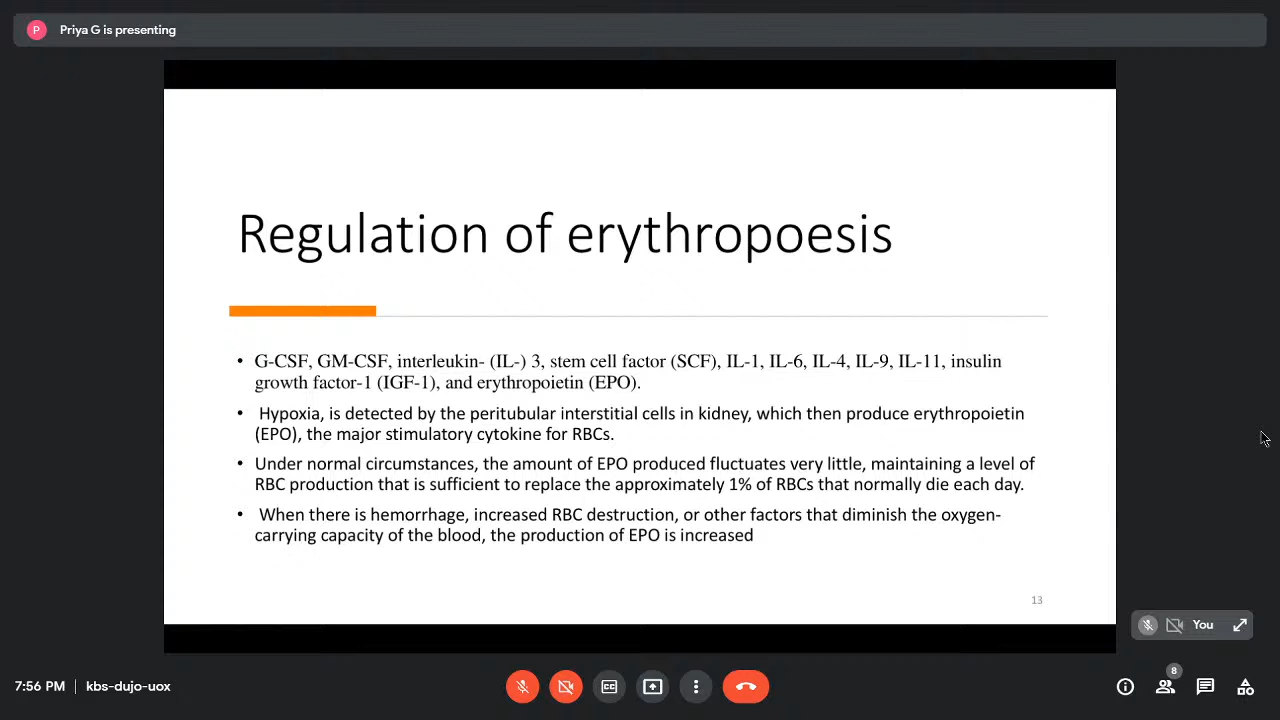 P Priya G is presenting
Regulation of erythropoesis
• G-CSF, GM-CSF, interleukin- (IL-) 3, stem cell factor (SCF), IL-1, IL-6, IL-4, IL-9, IL-11, insulin
growth factor-1 (IGF-1), and erythropoietin (EPO).
• Hypoxia, is detected by the peritubular interstitial cells in kidney, which then produce erythropoietin
(EPO), the major stimulatory cytokine for RBCs.
• Under normal circumstances, the amount of EPO produced fluctuates very little, maintaining a level of
RBC production that is sufficient to replace the approximately 1% of RBCs that normally die each day.
• When there is hemorrhage, increased RBC destruction, or other factors that diminish the oxygen-
carrying capacity of the blood, the production of EPO is increased
13
You
7:56 PM | kbs-dujo-uox
CC
8